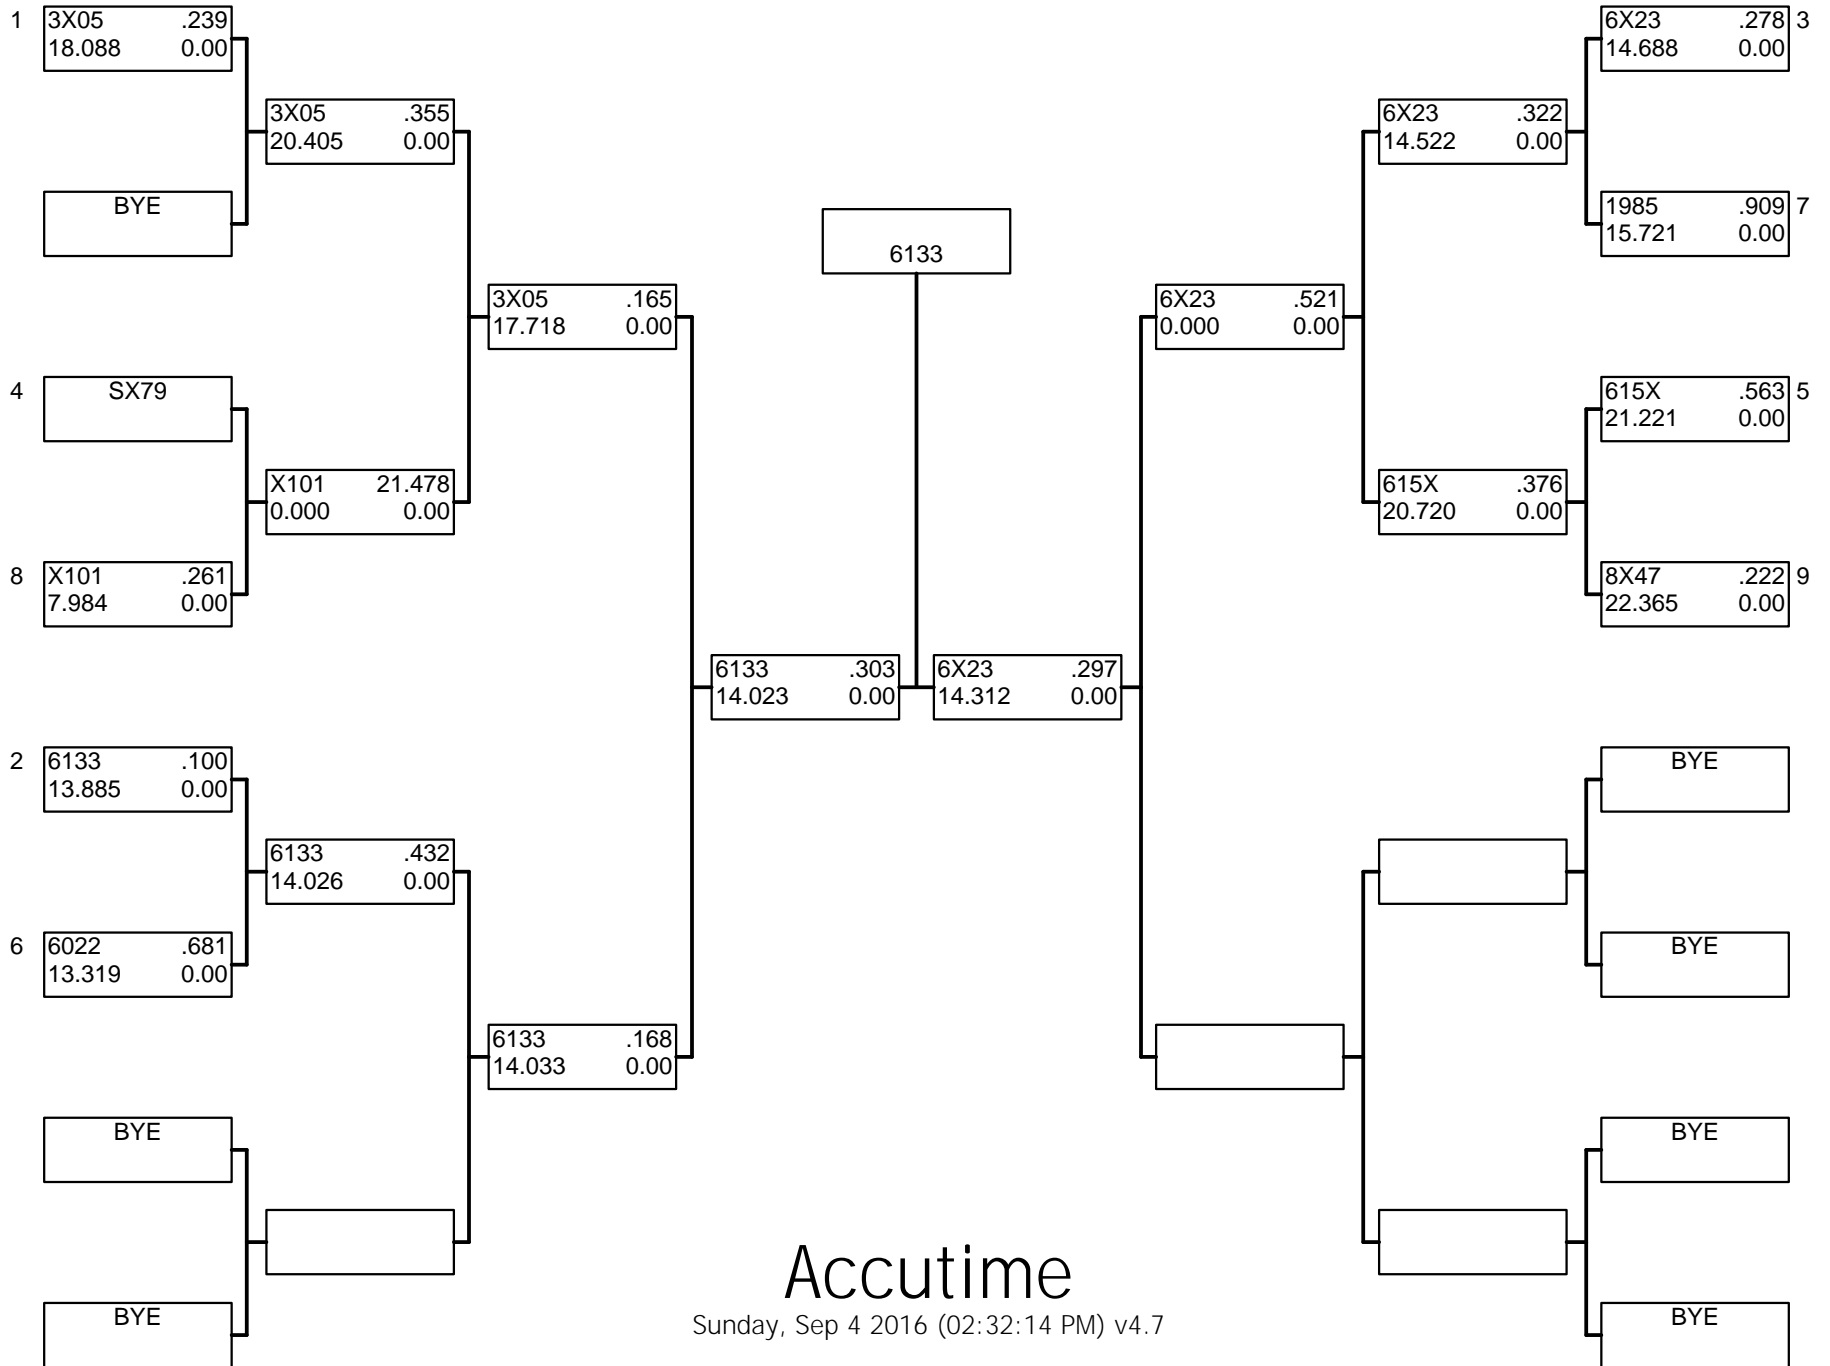 1 3X05 .239
18.088 0.00
3X05 .355
20.405 0.00
BYE
4 SX79
X101 21.478
0.000 0.00
8 X101 .261
7.984 0.00
3X05 .165
17.718 0.00
2 6133 .100
13.885 0.00
6133 .432
14.026 0.00
6 6022 .681
13.319 0.00
6133 .168
14.033 0.00
BYE
BYE
6133
6133 .303
14.023 0.00
6X23 .297
14.312 0.00
6X23 .278 3
14.688 0.00
6X23 .322
14.522 0.00
1985 .909 7
15.721 0.00
6X23 .521
0.000 0.00
615X .563 5
21.221 0.00
615X .376
20.720 0.00
8X47 .222 9
22.365 0.00
BYE
BYE
BYE
BYE
Accutime
Sunday, Sep 4 2016 (02:32:14 PM) v4.7